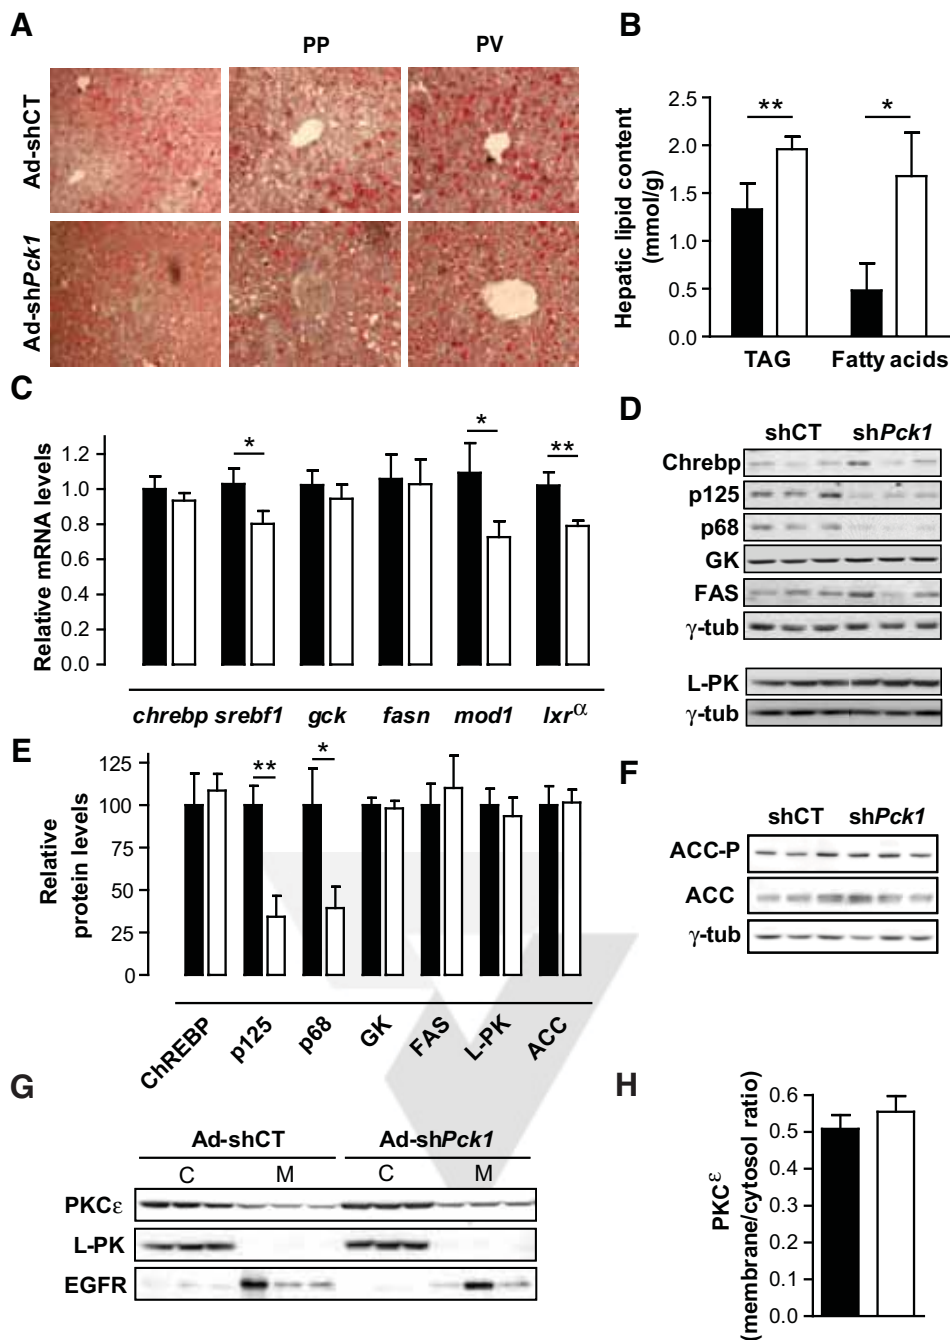 A
PP
PV
Ad-shCT
Ad-shPck1
B
Hepatic lipid content
(mmol/g)
2.5
2.0
1.5
1.0
0.5
0.0
**
*
TAG
Fatty acids
C
Relative mRNA levels
1.2
1.0
0.8
0.6
0.4
0.2
0.0
*
*
**
chrebp srebf1 gck fasn mod1 lxrα
D
shCT shPck1
Chrebp
p125
p68
GK
FAS
γ-tub
L-PK
γ-tub
E
Relative
protein levels
125
100
75
50
25
0
**
*
ChREBP
p125
p68
GK
FAS
L-PK
ACC
F
shCT shPck1
ACC-P
ACC
γ-tub
G
Ad-shCT Ad-shPck1
C M C M
PKCε
L-PK
EGFR
H
PKCε
(membrane/cytosol ratio)
0.6
0.5
0.4
0.3
0.2
0.1
0.0